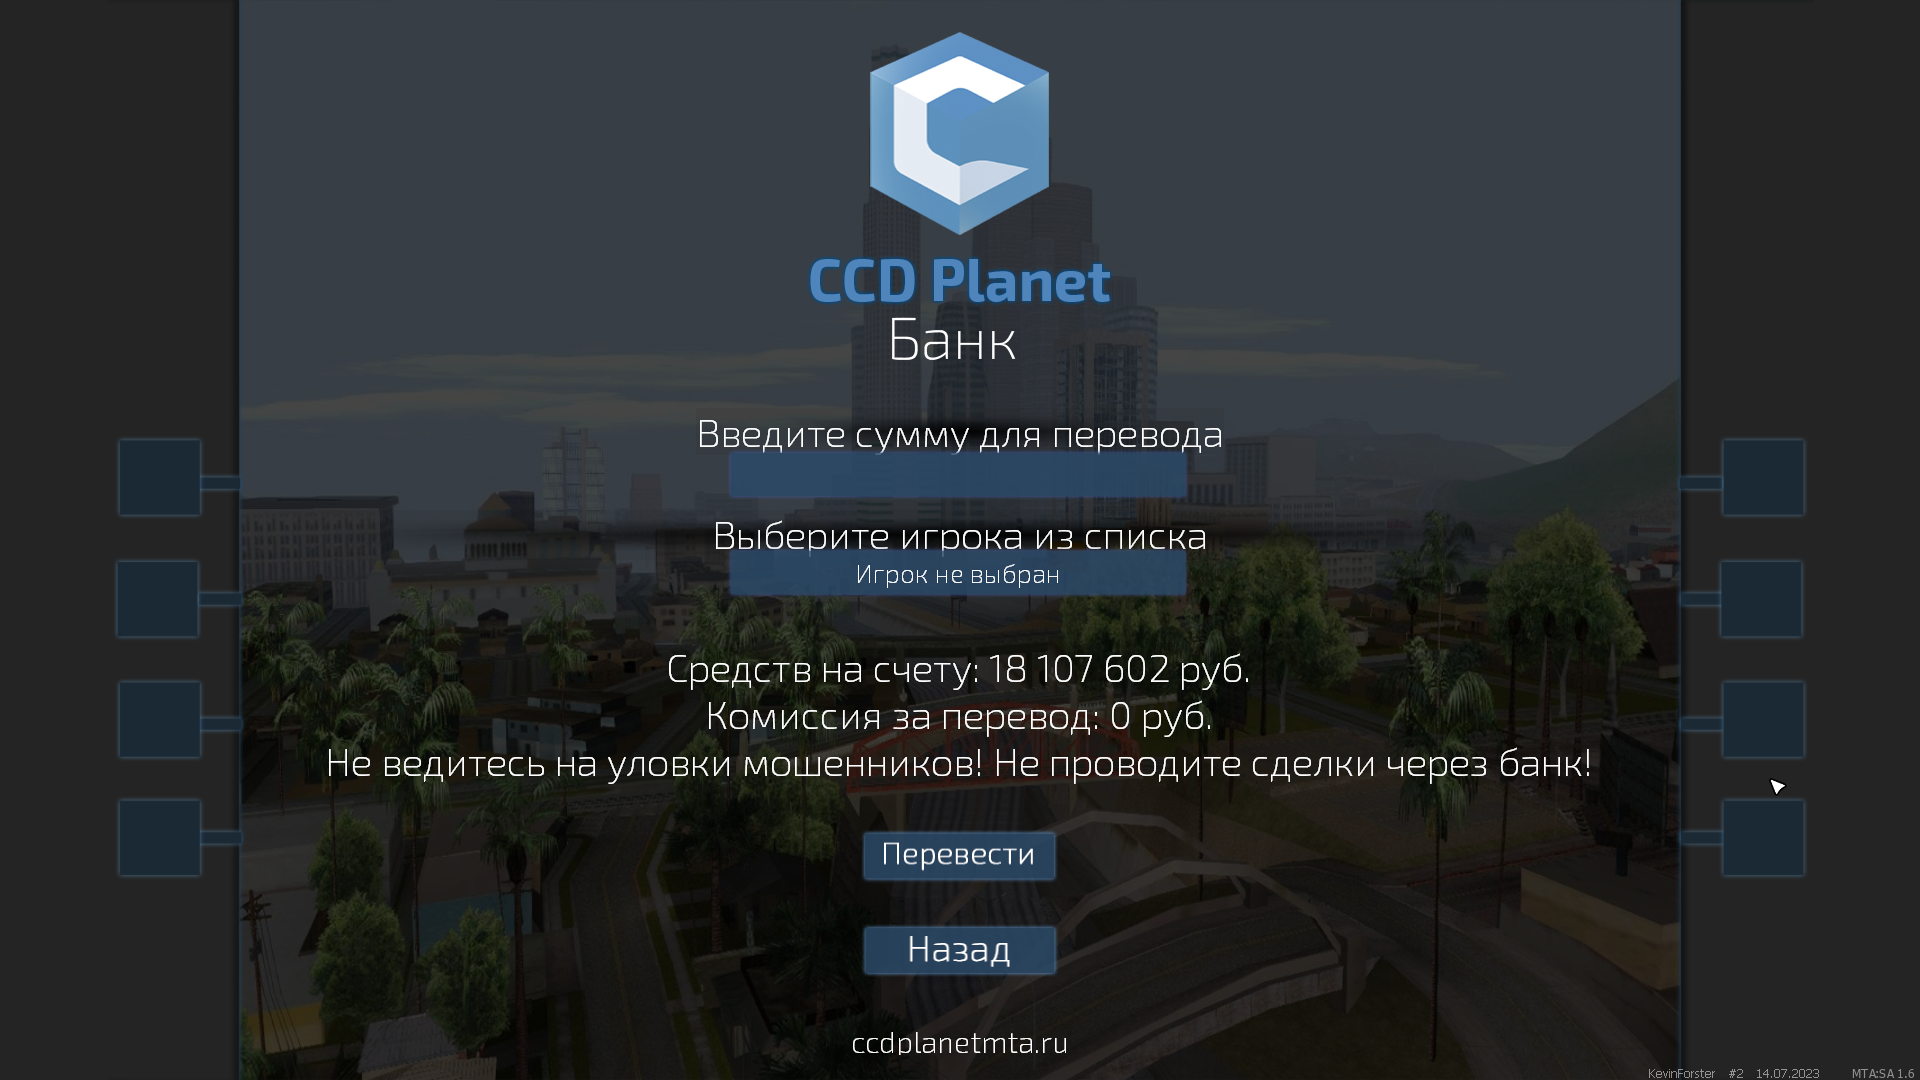 CCD Planet
Банк
Введите сумму для перевода
Выберите игрока из списка
Игрок не выбран
Средств на счету: 18 107 602 руб.
Комиссия за перевод: 0 руб.
Не ведитесь на уловки мошенников! Не проводите сделки через банк!
Перевести
Назад
ccdplanetmta.ru
KevinForster #2 14.07.2023 MTA:SA 1.6